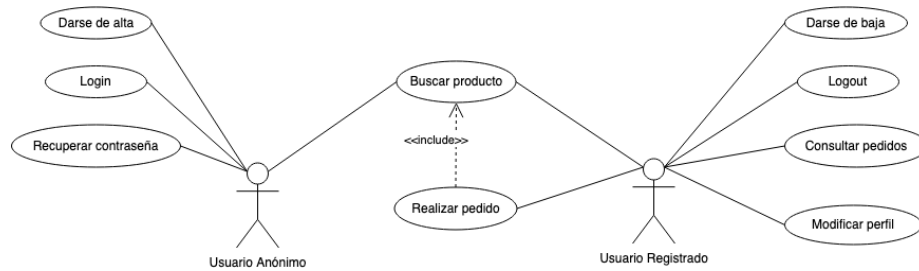 Darse de alta
Login
Recuperar contraseña
Usuario Anónimo
Buscar producto
<<include>>
Realizar pedido
Darse de baja
Logout
Consultar pedidos
Modificar perfil
Usuario Registrado